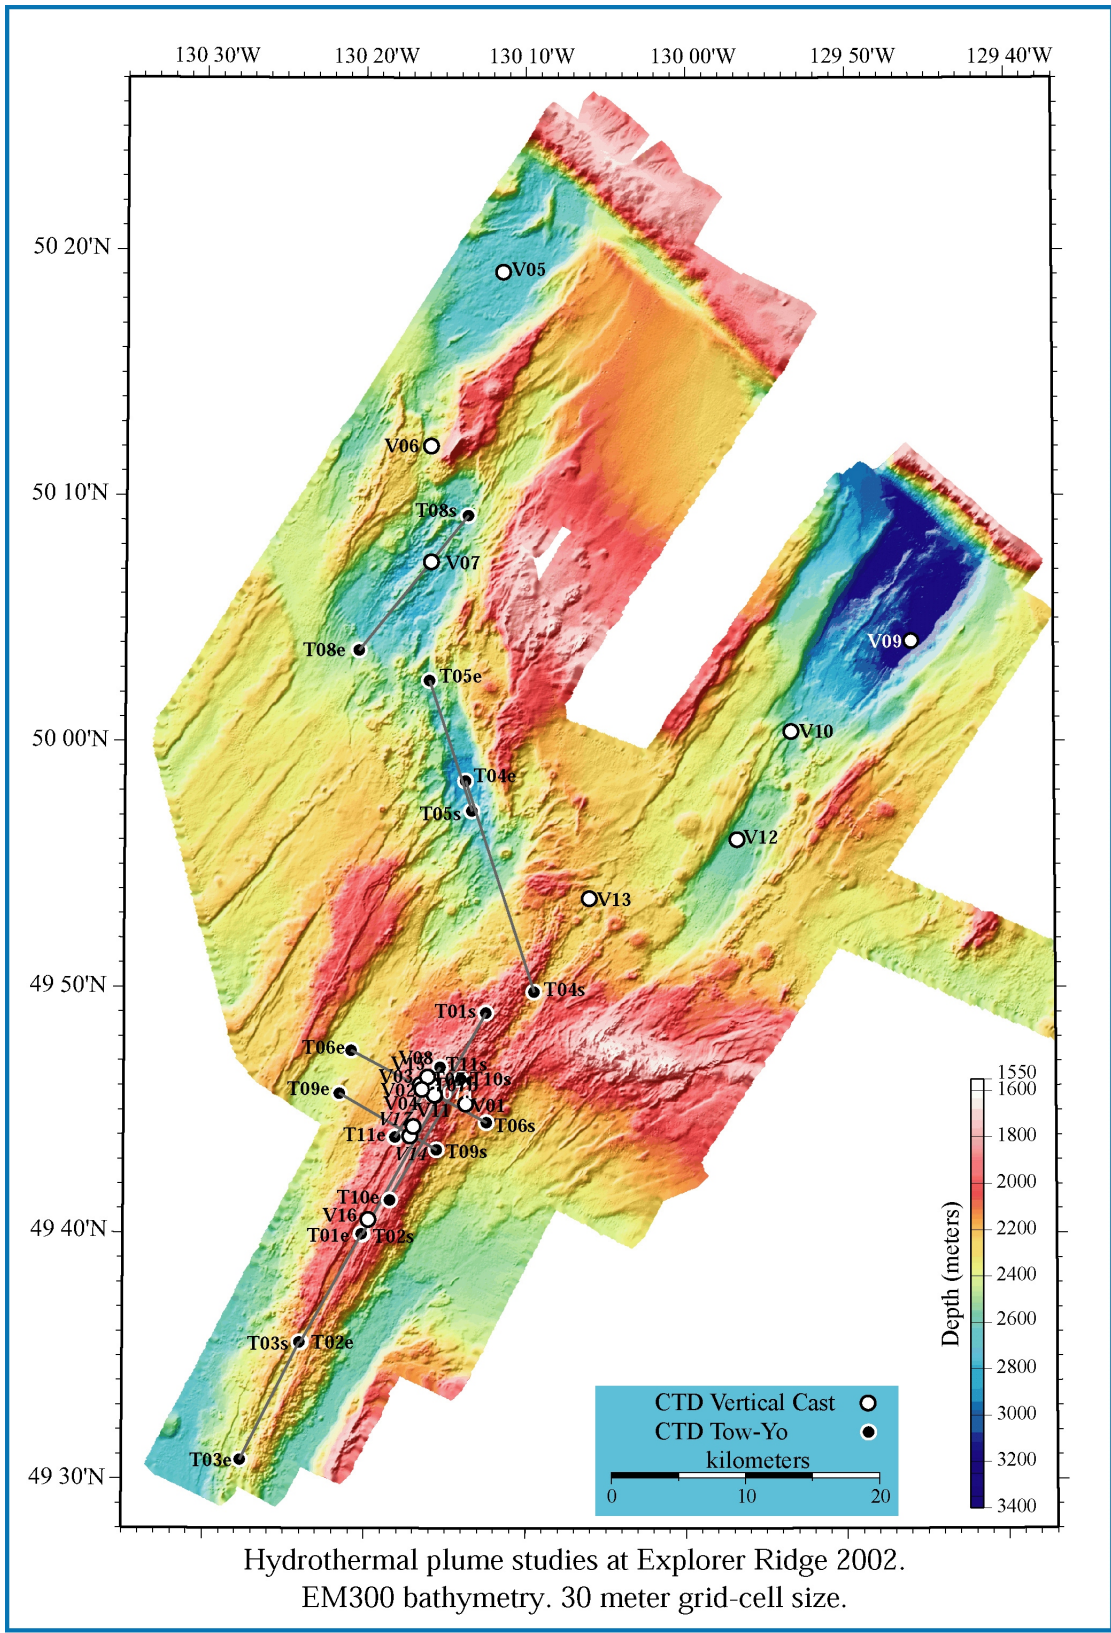 130 30'W 130 20'W 130 10'W 130 00'W 129 50'W 129 40'W
50 20'N
V05
V06
50 10'N
T08s
V07
T08e
V09
T05e
50 00'N
V10
T04e
T05s
V12
V13
49 50'N
T04s
T01s
T06e
V08
T11s
V03
T10s
T09e
V02
V04
V01
V11
T06s
T11e
V14
T09s
T10e
V16
T01e
T02s
49 40'N
T03s
T02e
T03e
49 30'N
1550
1600
1800
2000
2200
2400
2600
2800
3000
3200
3400
Depth (meters)
CTD Vertical Cast
CTD Tow-Yo
kilometers
0 10 20
Hydrothermal plume studies at Explorer Ridge 2002.
EM300 bathymetry. 30 meter grid-cell size.